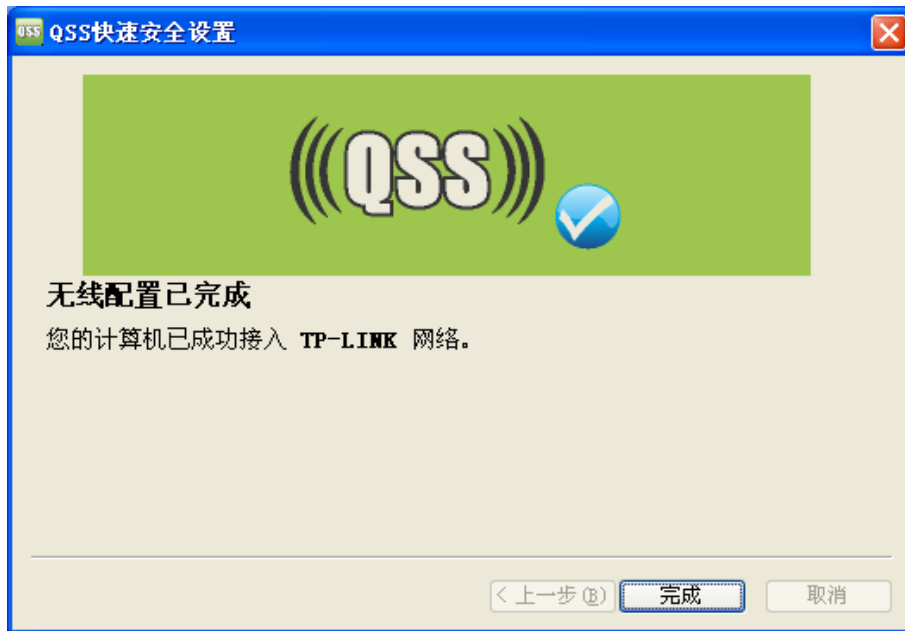 QSS QSS快速安全设置
(((QSS)))
无线配置已完成
您的计算机已成功接入 TP-LINK 网络。
< 上一步(B) 完成 取消